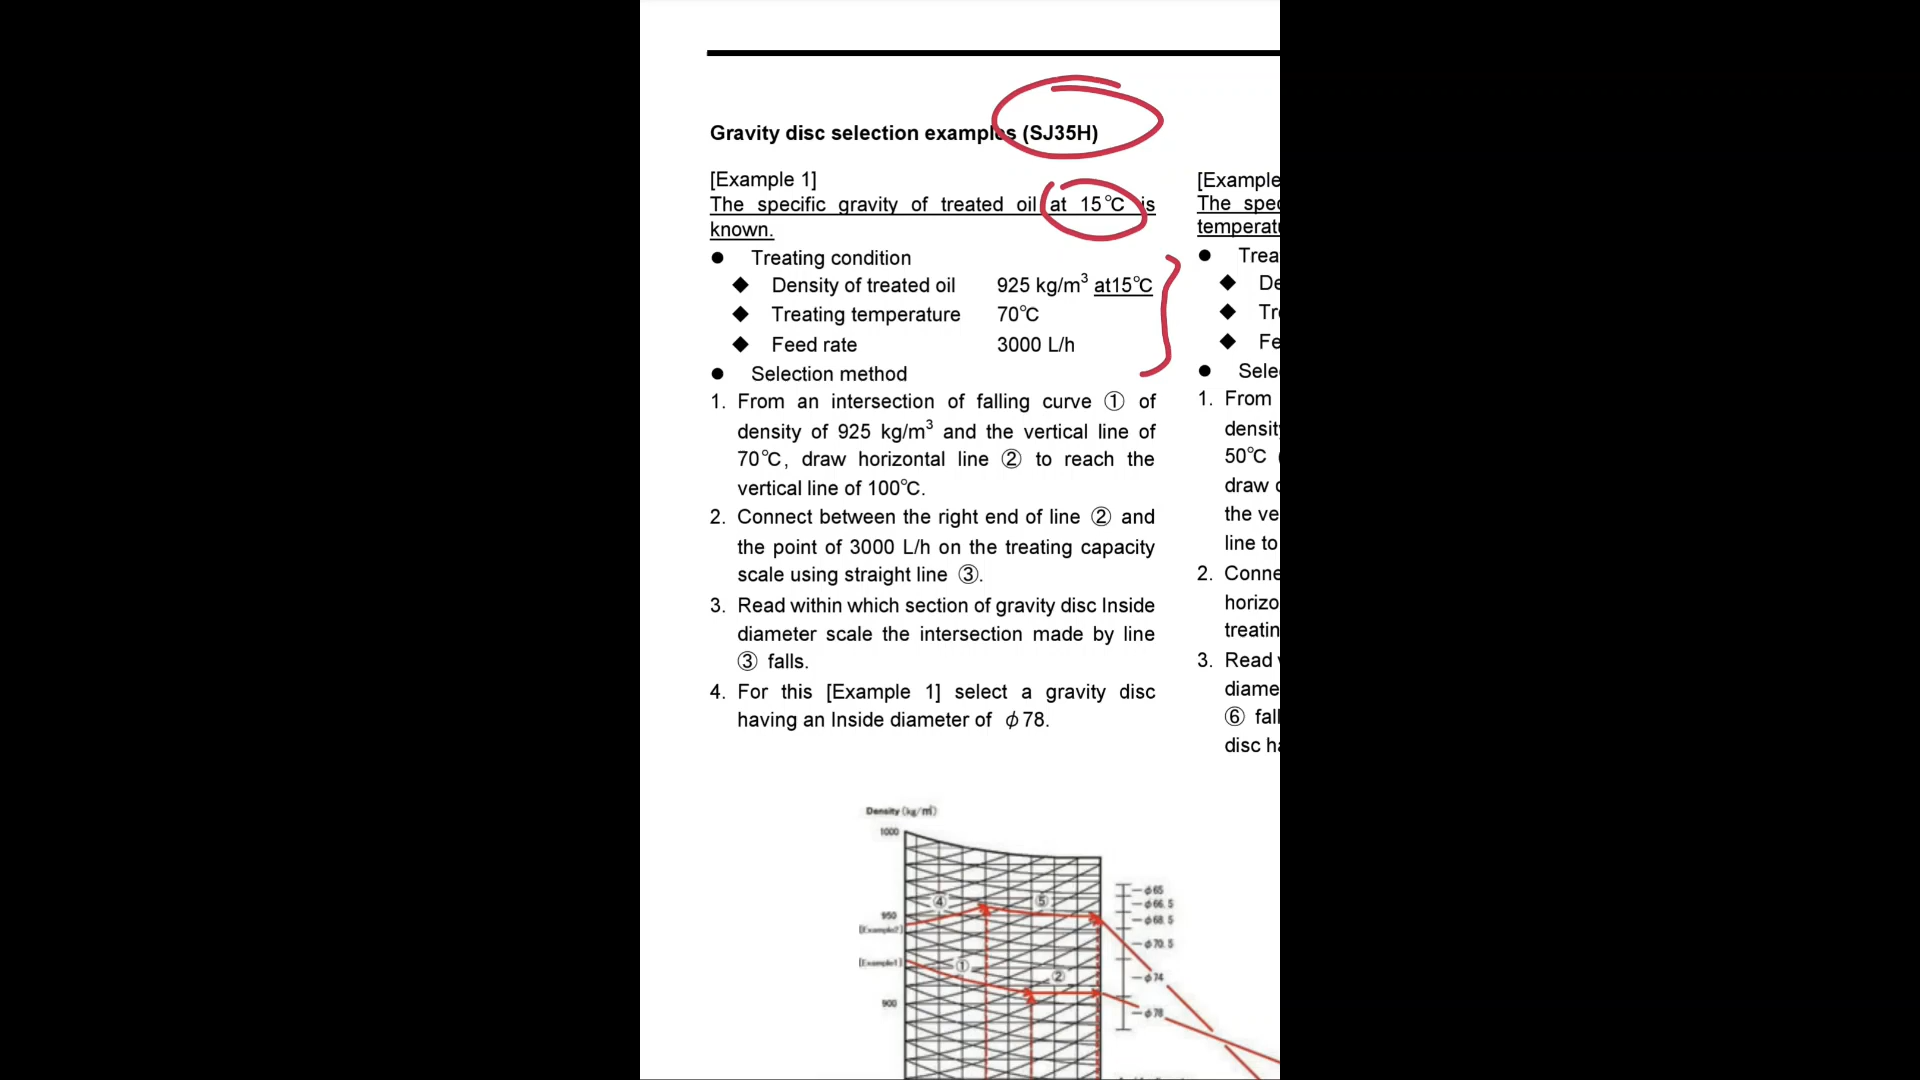 Gravity disc selection examples (SJ35H)
[Example 1]
The specific gravity of treated oil at 15℃ is
known.
● Treating condition
◆ Density of treated oil 925 kg/m³ at15℃
◆ Treating temperature 70℃
◆ Feed rate 3000 L/h
● Selection method
1. From an intersection of falling curve ① of
density of 925 kg/m³ and the vertical line of
70℃, draw horizontal line ② to reach the
vertical line of 100℃.
2. Connect between the right end of line ② and
the point of 3000 L/h on the treating capacity
scale using straight line ③.
3. Read within which section of gravity disc Inside
diameter scale the intersection made by line
③ falls.
4. For this [Example 1] select a gravity disc
having an Inside diameter of φ78.
[Example
The spec
temperatu
● Trea
◆ De
◆ Tr
◆ Fe
● Sele
1. From
densit
50℃
draw
the ve
line to
2. Conne
horizo
treatin
3. Read
diame
⑥ fall
disc ha
Density (kg/m³)
1000
950
[Example2]
[Example1]
900
④
⑤
①
②
φ65
φ66.5
φ68.5
φ70.5
φ74
φ78